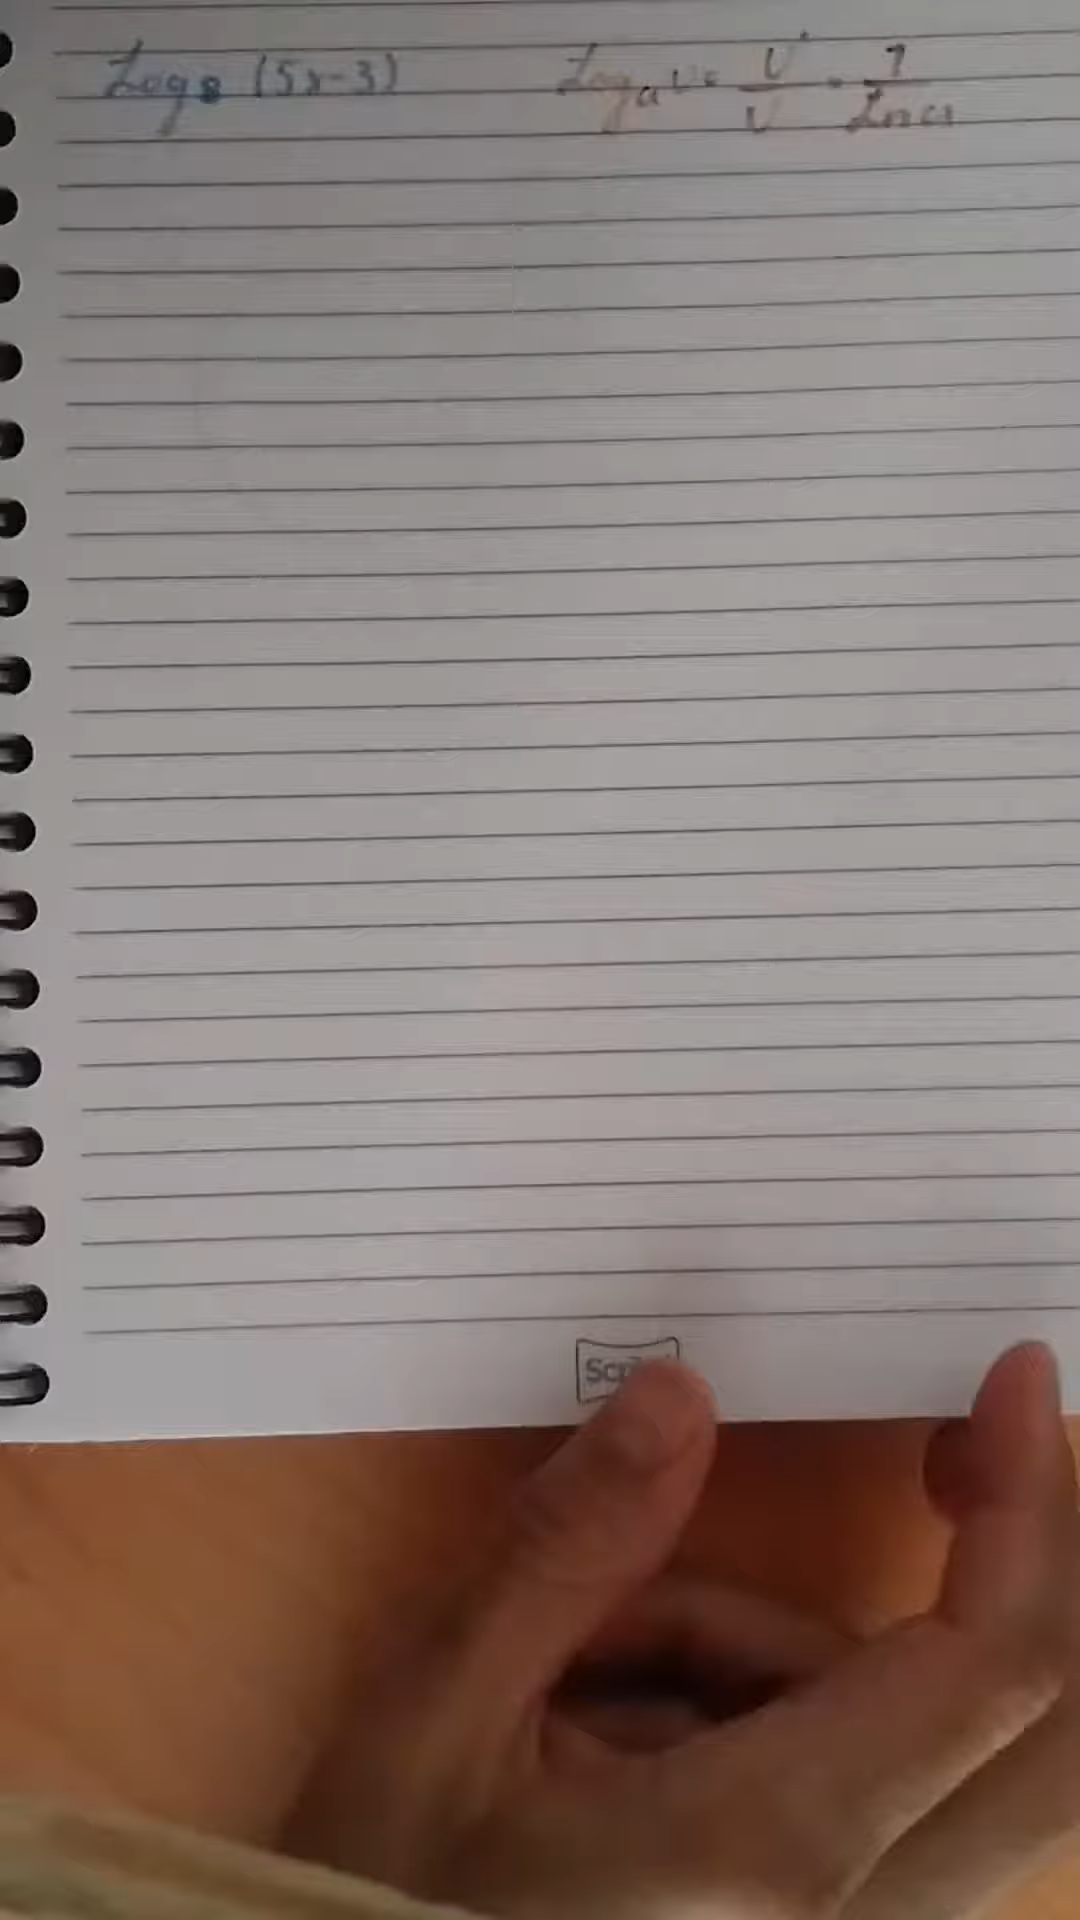 Log₈ (5x-3) Logₐ U = U'/U · 1/Lna